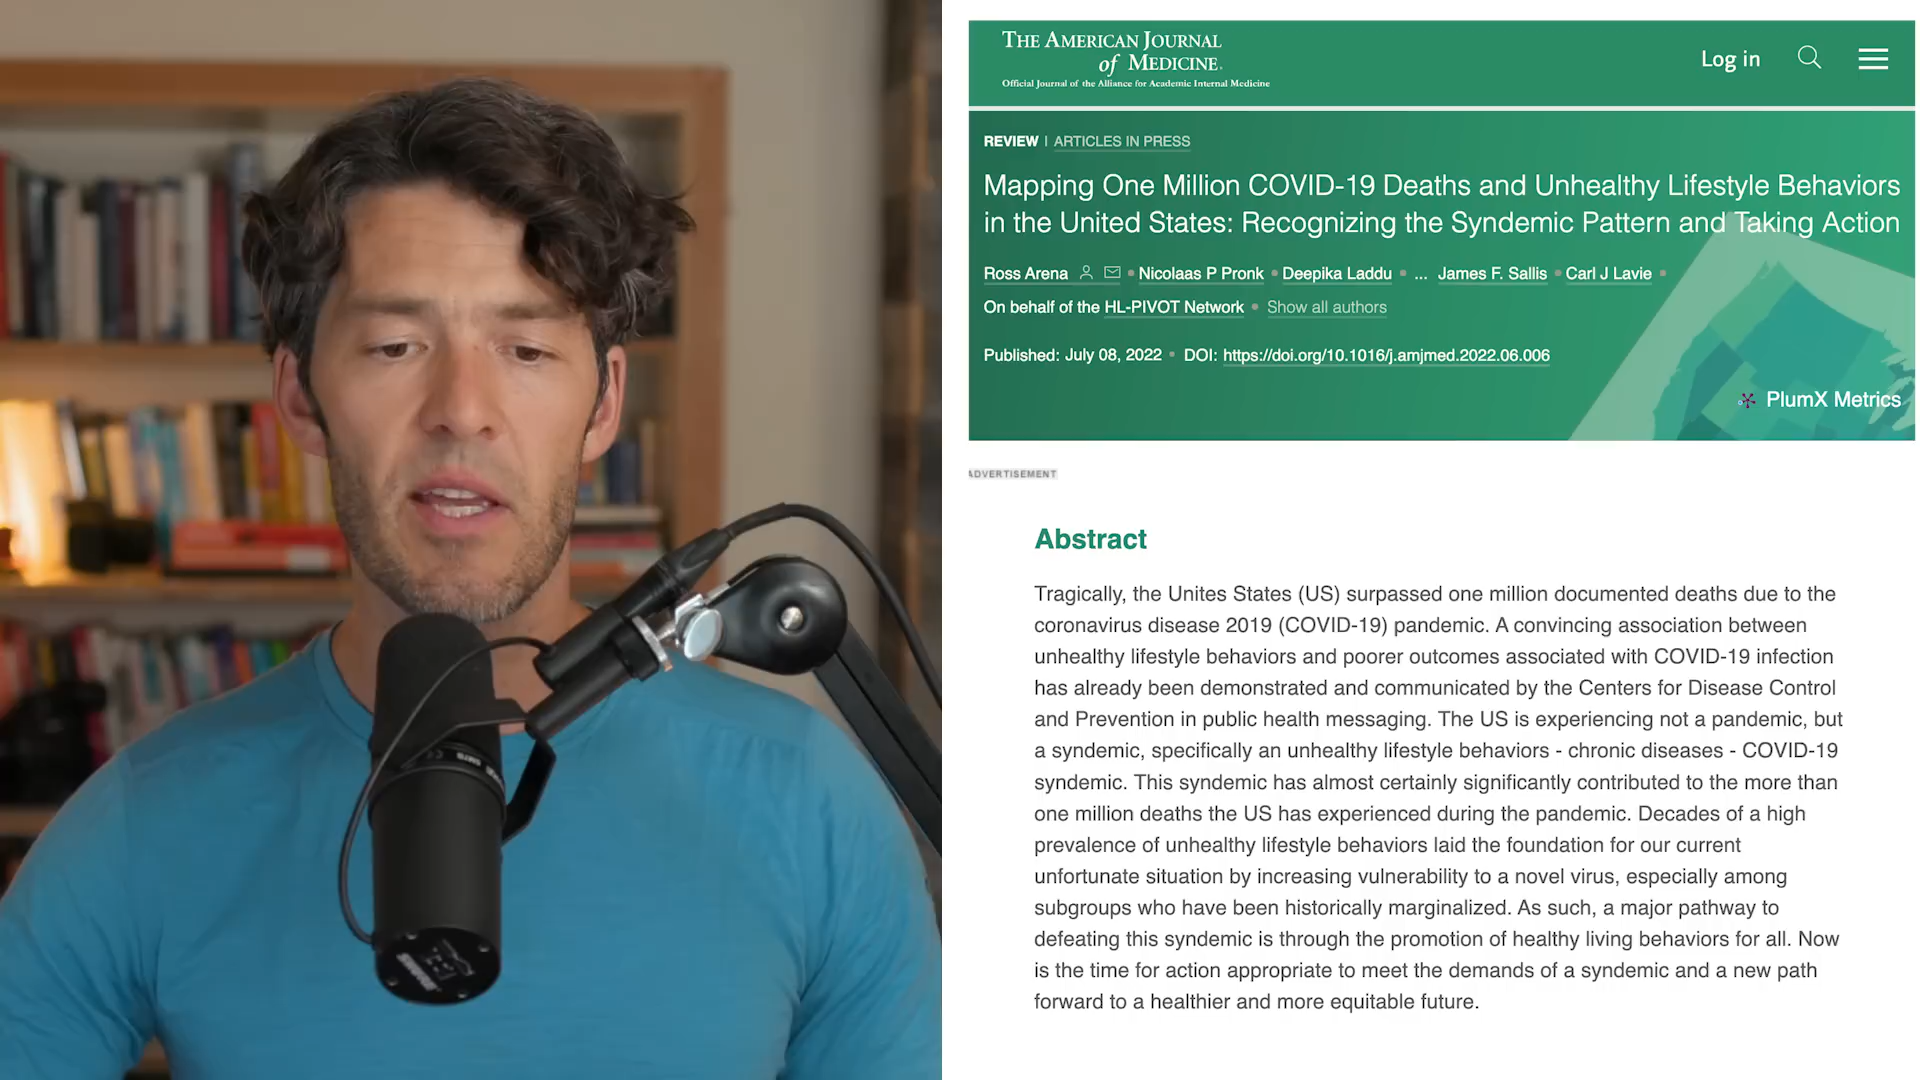 THE AMERICAN JOURNAL
of MEDICINE.
Official Journal of the Alliance for Academic Internal Medicine
Log in
REVIEW | ARTICLES IN PRESS
Mapping One Million COVID-19 Deaths and Unhealthy Lifestyle Behaviors
in the United States: Recognizing the Syndemic Pattern and Taking Action
Ross Arena • Nicolaas P Pronk • Deepika Laddu • ... James F. Sallis • Carl J Lavie •
On behalf of the HL-PIVOT Network • Show all authors
Published: July 08, 2022 • DOI: https://doi.org/10.1016/j.amjmed.2022.06.006
PlumX Metrics
ADVERTISEMENT
Abstract
Tragically, the Unites States (US) surpassed one million documented deaths due to the
coronavirus disease 2019 (COVID-19) pandemic. A convincing association between
unhealthy lifestyle behaviors and poorer outcomes associated with COVID-19 infection
has already been demonstrated and communicated by the Centers for Disease Control
and Prevention in public health messaging. The US is experiencing not a pandemic, but
a syndemic, specifically an unhealthy lifestyle behaviors - chronic diseases - COVID-19
syndemic. This syndemic has almost certainly significantly contributed to the more than
one million deaths the US has experienced during the pandemic. Decades of a high
prevalence of unhealthy lifestyle behaviors laid the foundation for our current
unfortunate situation by increasing vulnerability to a novel virus, especially among
subgroups who have been historically marginalized. As such, a major pathway to
defeating this syndemic is through the promotion of healthy living behaviors for all. Now
is the time for action appropriate to meet the demands of a syndemic and a new path
forward to a healthier and more equitable future.